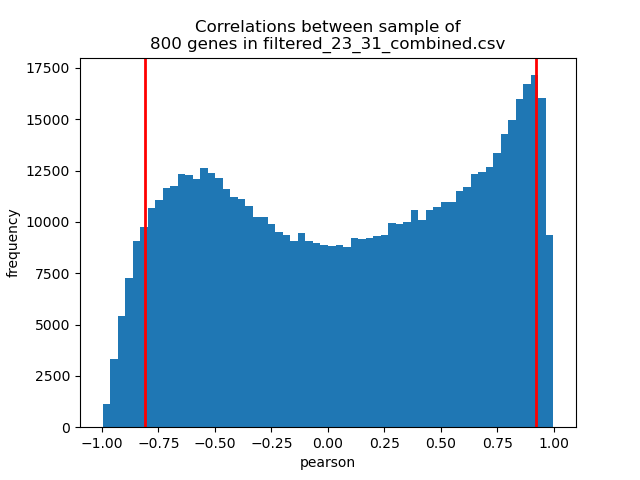 Correlations between sample of
800 genes in filtered_23_31_combined.csv
17500
15000
12500
10000
7500
5000
2500
0
frequency
−1.00 −0.75 −0.50 −0.25 0.00 0.25 0.50 0.75 1.00
pearson